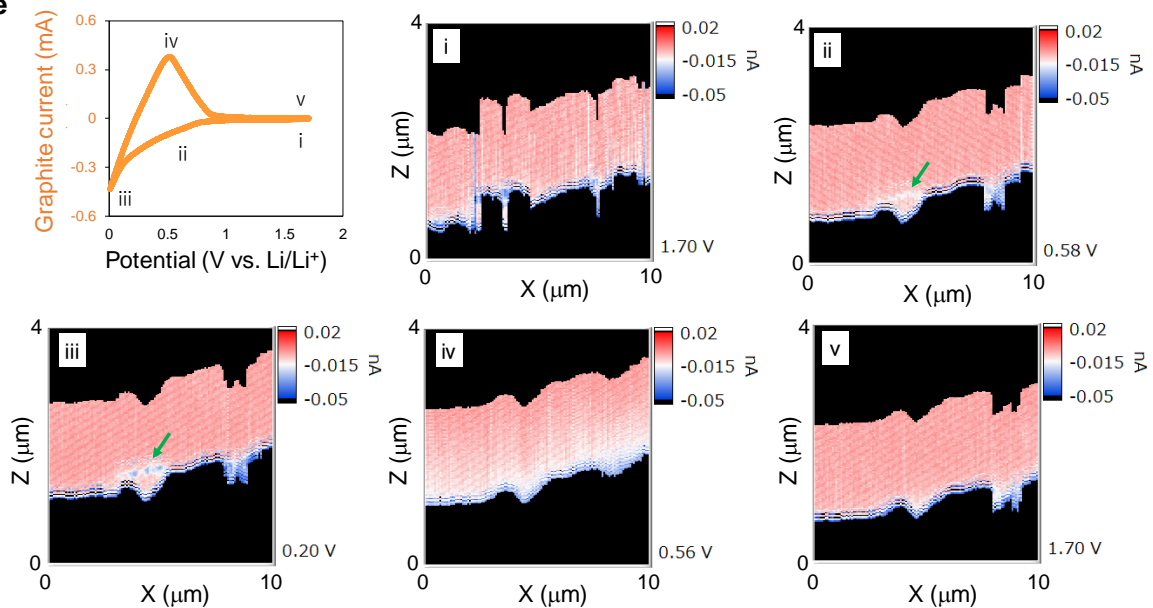 e
Graphite current (mA)
0.6
0.3
0
-0.3
-0.6
iv
v
ii
i
iii
0 0.5 1 1.5 2
Potential (V vs. Li/Li⁺)
4
i
Z (μm)
0
0 10
X (μm)
0.02
-0.015
-0.05
nA
1.70 V
4
ii
Z (μm)
0
0 10
X (μm)
0.02
-0.015
-0.05
nA
0.58 V
4
iii
Z (μm)
0
0 10
X (μm)
0.02
-0.015
-0.05
nA
0.20 V
4
iv
Z (μm)
0
0 10
X (μm)
0.02
-0.015
-0.05
nA
0.56 V
4
v
Z (μm)
0
0 10
X (μm)
0.02
-0.015
-0.05
nA
1.70 V